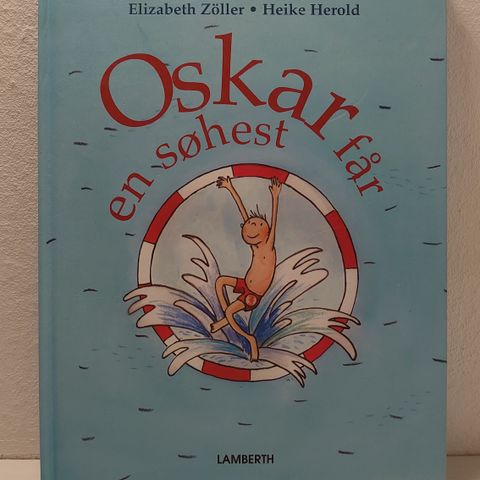 Elizabeth Zöller • Heike Herold
Oskar får
en søhest
LAMBERTH